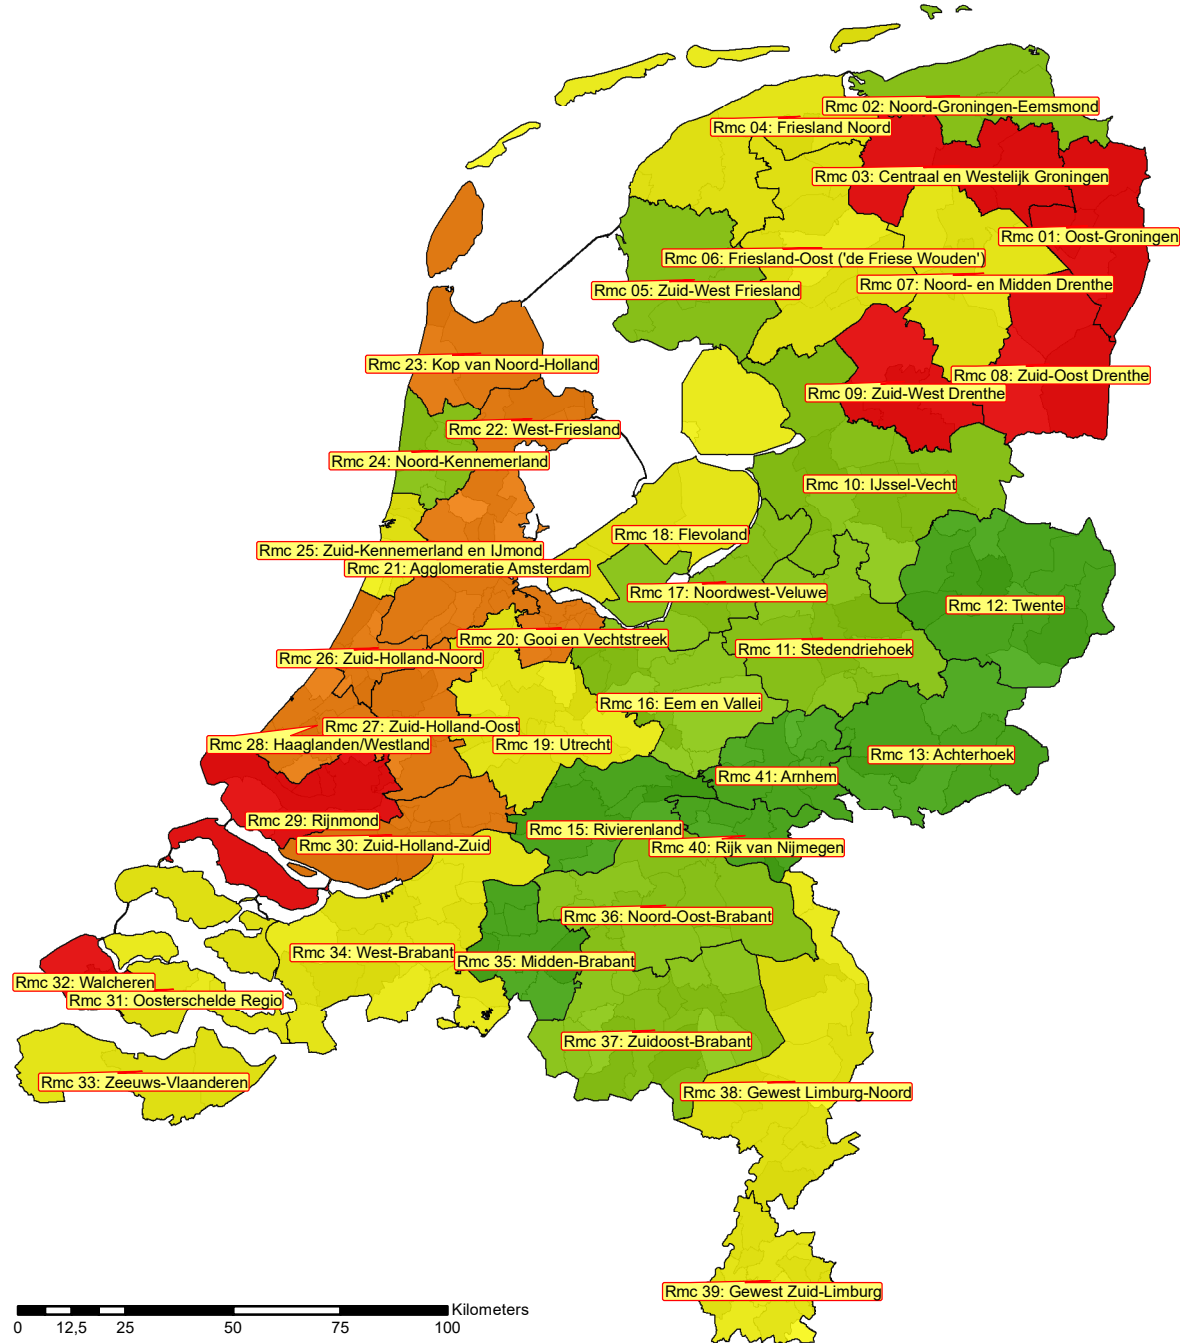 Rmc 02: Noord-Groningen-Eemsmond
Rmc 04: Friesland Noord
Rmc 03: Centraal en Westelijk Groningen
Rmc 01: Oost-Groningen
Rmc 06: Friesland-Oost ('de Friese Wouden')
Rmc 07: Noord- en Midden Drenthe
Rmc 05: Zuid-West Friesland
Rmc 23: Kop van Noord-Holland
Rmc 08: Zuid-Oost Drenthe
Rmc 09: Zuid-West Drenthe
Rmc 22: West-Friesland
Rmc 24: Noord-Kennemerland
Rmc 10: IJssel-Vecht
Rmc 18: Flevoland
Rmc 25: Zuid-Kennemerland en IJmond
Rmc 21: Agglomeratie Amsterdam
Rmc 17: Noordwest-Veluwe
Rmc 12: Twente
Rmc 20: Gooi en Vechtstreek
Rmc 11: Stedendriehoek
Rmc 26: Zuid-Holland-Noord
Rmc 16: Eem en Vallei
Rmc 27: Zuid-Holland-Oost
Rmc 28: Haaglanden/Westland
Rmc 19: Utrecht
Rmc 13: Achterhoek
Rmc 41: Arnhem
Rmc 29: Rijnmond
Rmc 15: Rivierenland
Rmc 30: Zuid-Holland-Zuid
Rmc 40: Rijk van Nijmegen
Rmc 36: Noord-Oost-Brabant
Rmc 34: West-Brabant
Rmc 35: Midden-Brabant
Rmc 32: Walcheren
Rmc 31: Oosterschelde Regio
Rmc 37: Zuidoost-Brabant
Rmc 33: Zeeuws-Vlaanderen
Rmc 38: Gewest Limburg-Noord
Rmc 39: Gewest Zuid-Limburg
Kilometers
0 12,5 25 50 75 100